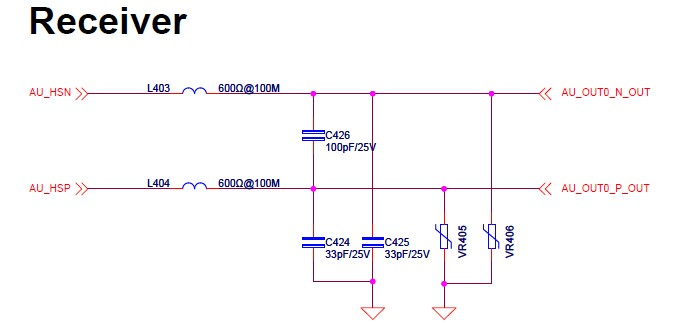 Receiver
AU_HSN
L403
600Ω@100M
AU_OUT0_N_OUT
C426
100pF/25V
AU_HSP
L404
600Ω@100M
AU_OUT0_P_OUT
C424
33pF/25V
C425
33pF/25V
VR405
VR406